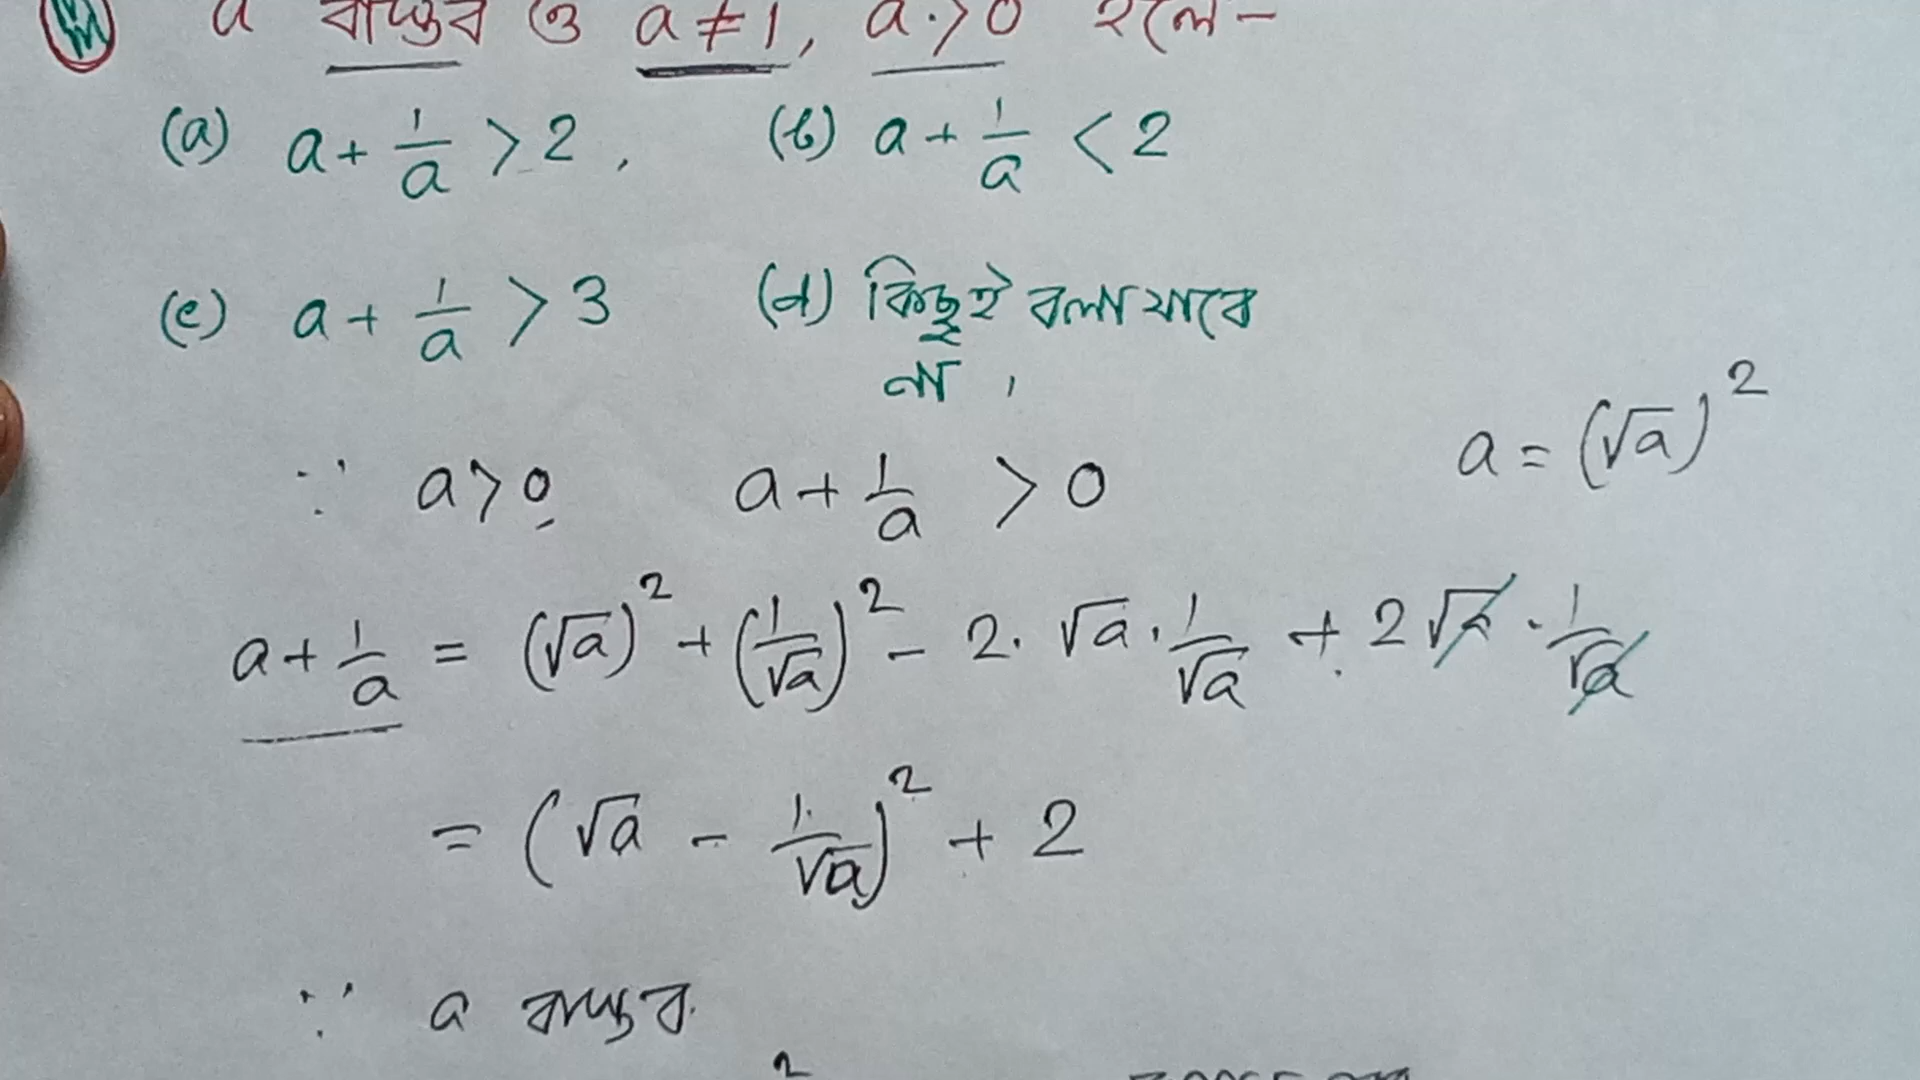 a বাস্তব ও a ≠ 1, a > 0 হলে -
(a) a + 1/a > 2, (b) a + 1/a < 2
(c) a + 1/a > 3 (d) কিছুই বলা যাবে
না,
a = (√a)²
∵ a > 0 a + 1/a > 0
a + 1/a = (√a)² + (1/√a)² - 2. √a . 1/√a + 2√a . 1/√a
= (√a - 1/√a)² + 2
∵ a বাস্তব.
2